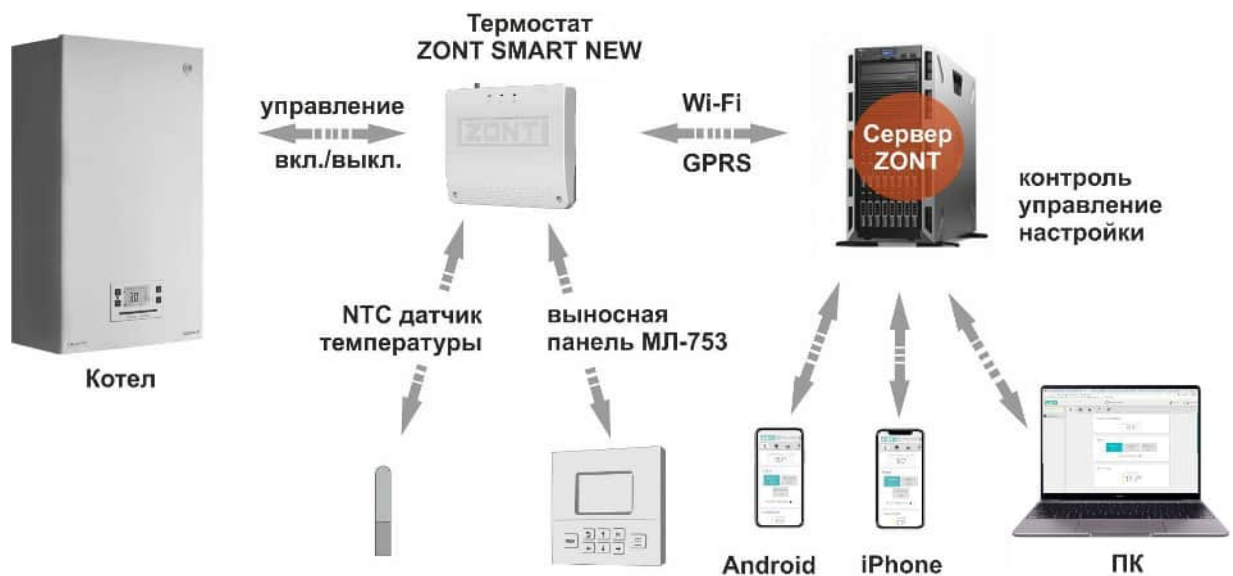 Термостат
ZONT SMART NEW
управление
вкл./выкл.
ZONT
Wi-Fi
GPRS
Сервер
ZONT
контроль
управление
настройки
NTC датчик
температуры
выносная
панель МЛ-753
Котел
Android
iPhone
ПК